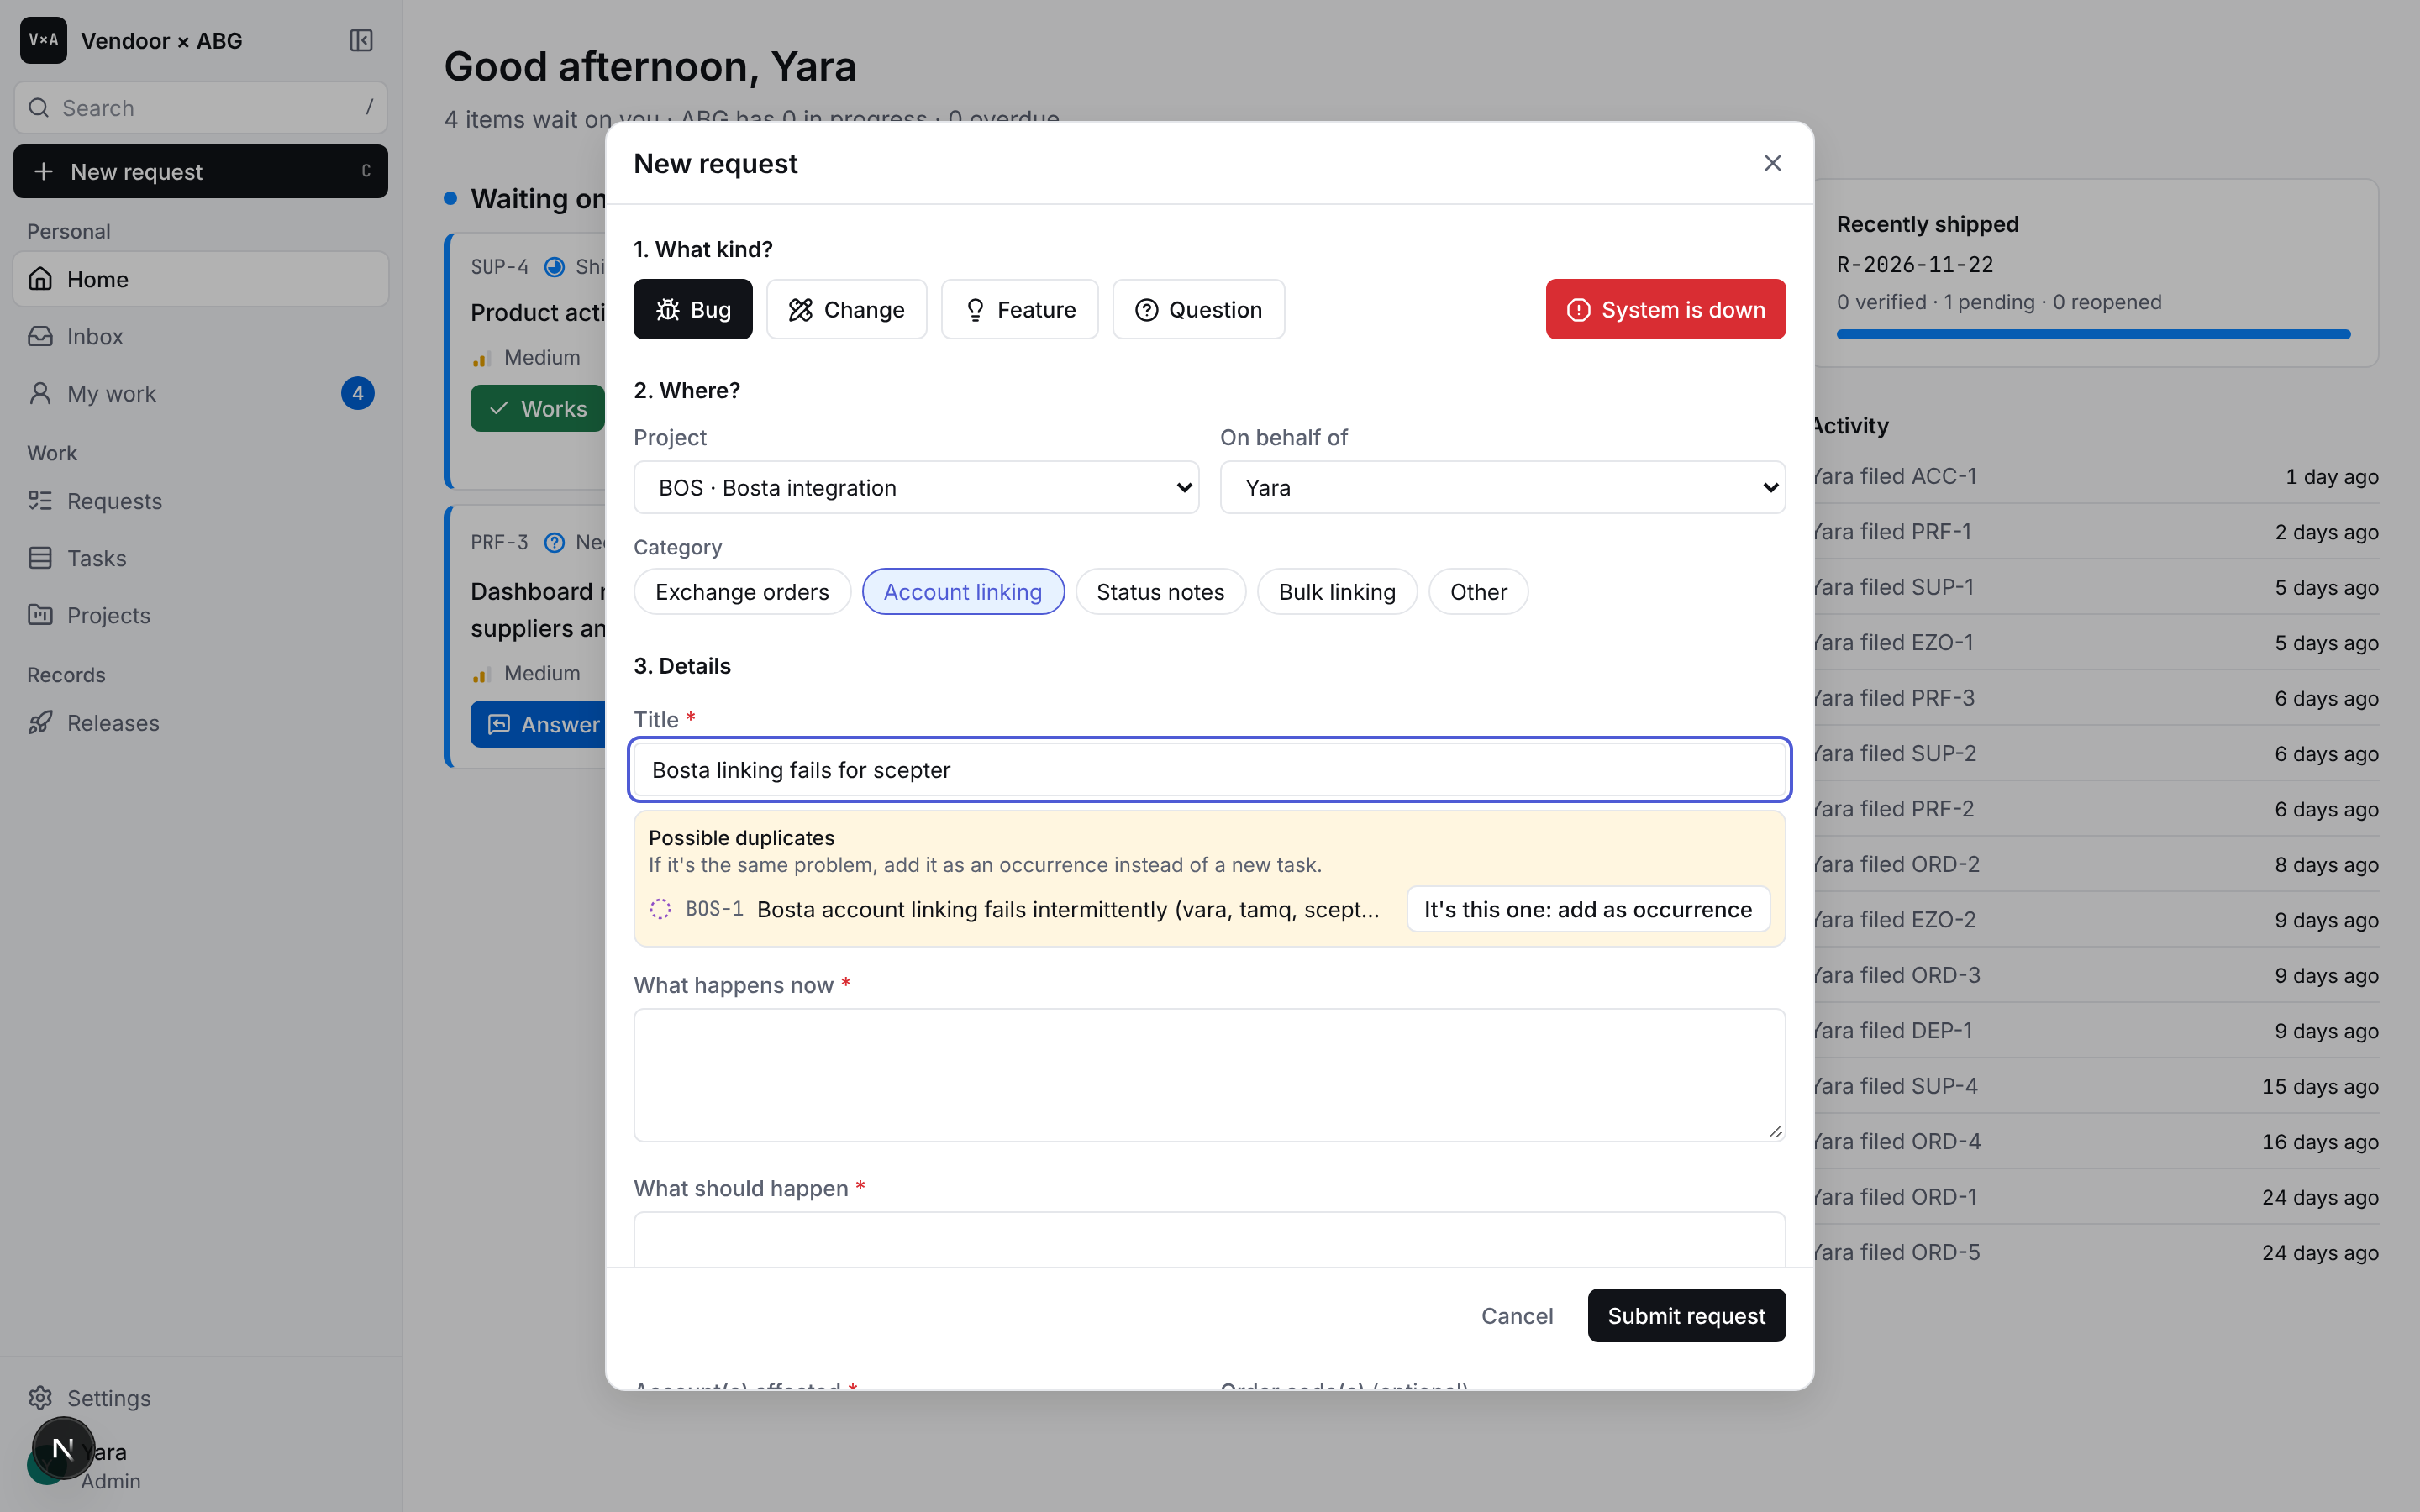 V×A
Vendoor × ABG
Search
/
New request
C
Personal
Home
Inbox
My work
4
Work
Requests
Tasks
Projects
Records
Releases
Settings
N
Yara
Admin
Good afternoon, Yara
4 items wait on you · ABG has 0 in progress · 0 overdue
Waiting on
SUP-4 Shi
Product acti
Medium
Works
PRF-3 Nee
Dashboard r
suppliers an
Medium
Answer
New request
1. What kind?
Bug
Change
Feature
Question
System is down
2. Where?
Project
On behalf of
BOS · Bosta integration
Yara
Category
Exchange orders
Account linking
Status notes
Bulk linking
Other
3. Details
Title *
Bosta linking fails for scepter
Possible duplicates
If it's the same problem, add it as an occurrence instead of a new task.
BOS-1 Bosta account linking fails intermittently (vara, tamq, scept...
It's this one: add as occurrence
What happens now *
What should happen *
Cancel
Submit request
Account(s) affected *
Order code(s) (optional)
Recently shipped
R-2026-11-22
0 verified · 1 pending · 0 reopened
Activity
Yara filed ACC-1 1 day ago
Yara filed PRF-1 2 days ago
Yara filed SUP-1 5 days ago
Yara filed EZO-1 5 days ago
Yara filed PRF-3 6 days ago
Yara filed SUP-2 6 days ago
Yara filed PRF-2 6 days ago
Yara filed ORD-2 8 days ago
Yara filed EZO-2 9 days ago
Yara filed ORD-3 9 days ago
Yara filed DEP-1 9 days ago
Yara filed SUP-4 15 days ago
Yara filed ORD-4 16 days ago
Yara filed ORD-1 24 days ago
Yara filed ORD-5 24 days ago